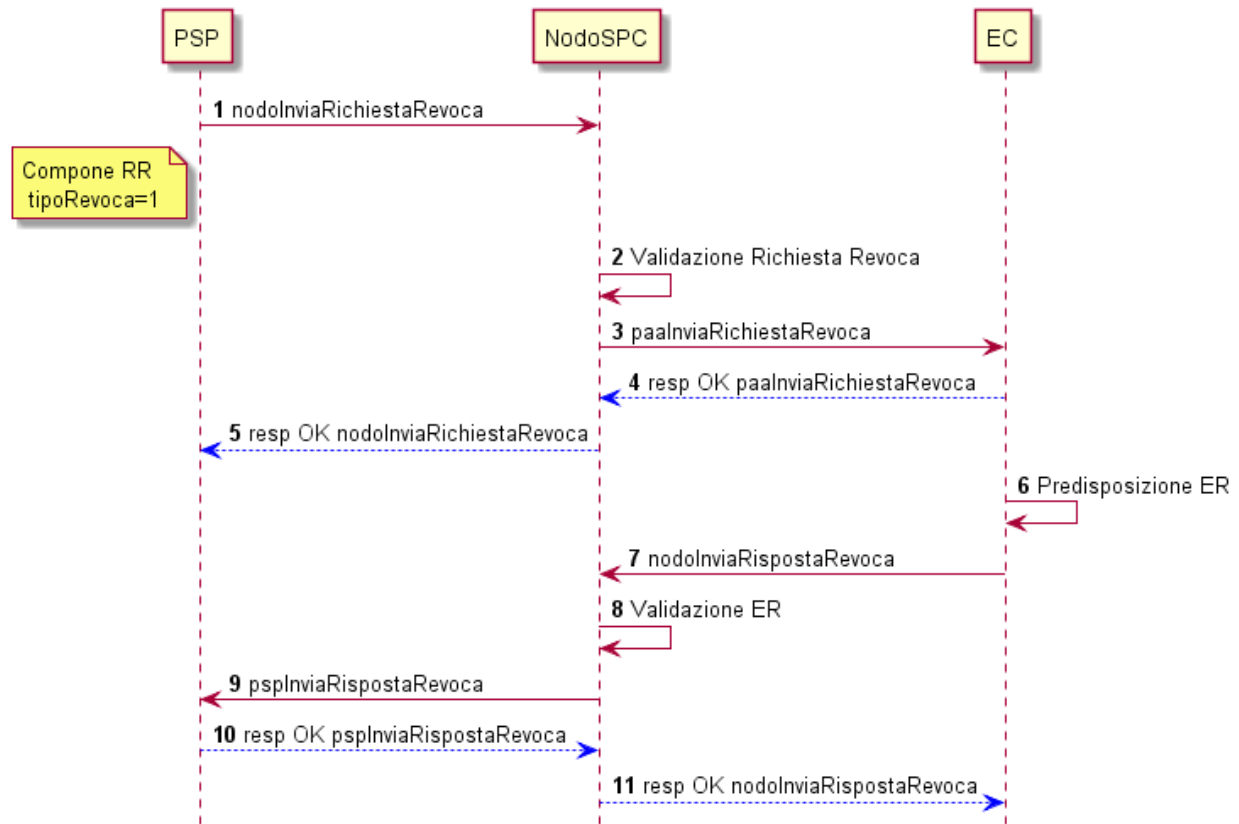 PSP
NodoSPC
EC
1 nodoInviaRichiestaRevoca
Compone RR
tipoRevoca=1
2 Validazione Richiesta Revoca
3 paaInviaRichiestaRevoca
4 resp OK paaInviaRichiestaRevoca
5 resp OK nodoInviaRichiestaRevoca
6 Predisposizione ER
7 nodoInviaRispostaRevoca
8 Validazione ER
9 pspInviaRispostaRevoca
10 resp OK pspInviaRispostaRevoca
11 resp OK nodoInviaRispostaRevoca